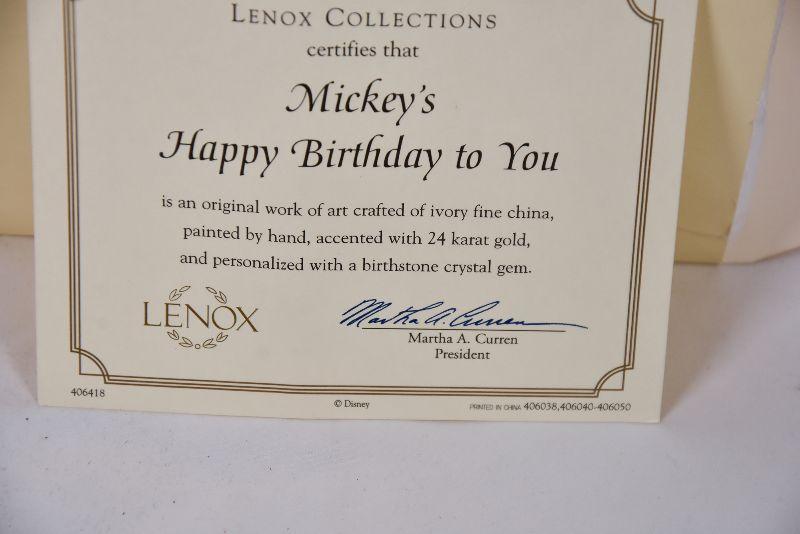 LENOX COLLECTIONS
certifies that
Mickey's
Happy Birthday to You
is an original work of art crafted of ivory fine china,
painted by hand, accented with 24 karat gold,
and personalized with a birthstone crystal gem.
LENOX
Martha A. Curren
Martha A. Curren
President
406418
© Disney
PRINTED IN CHINA 406038,406040-406050